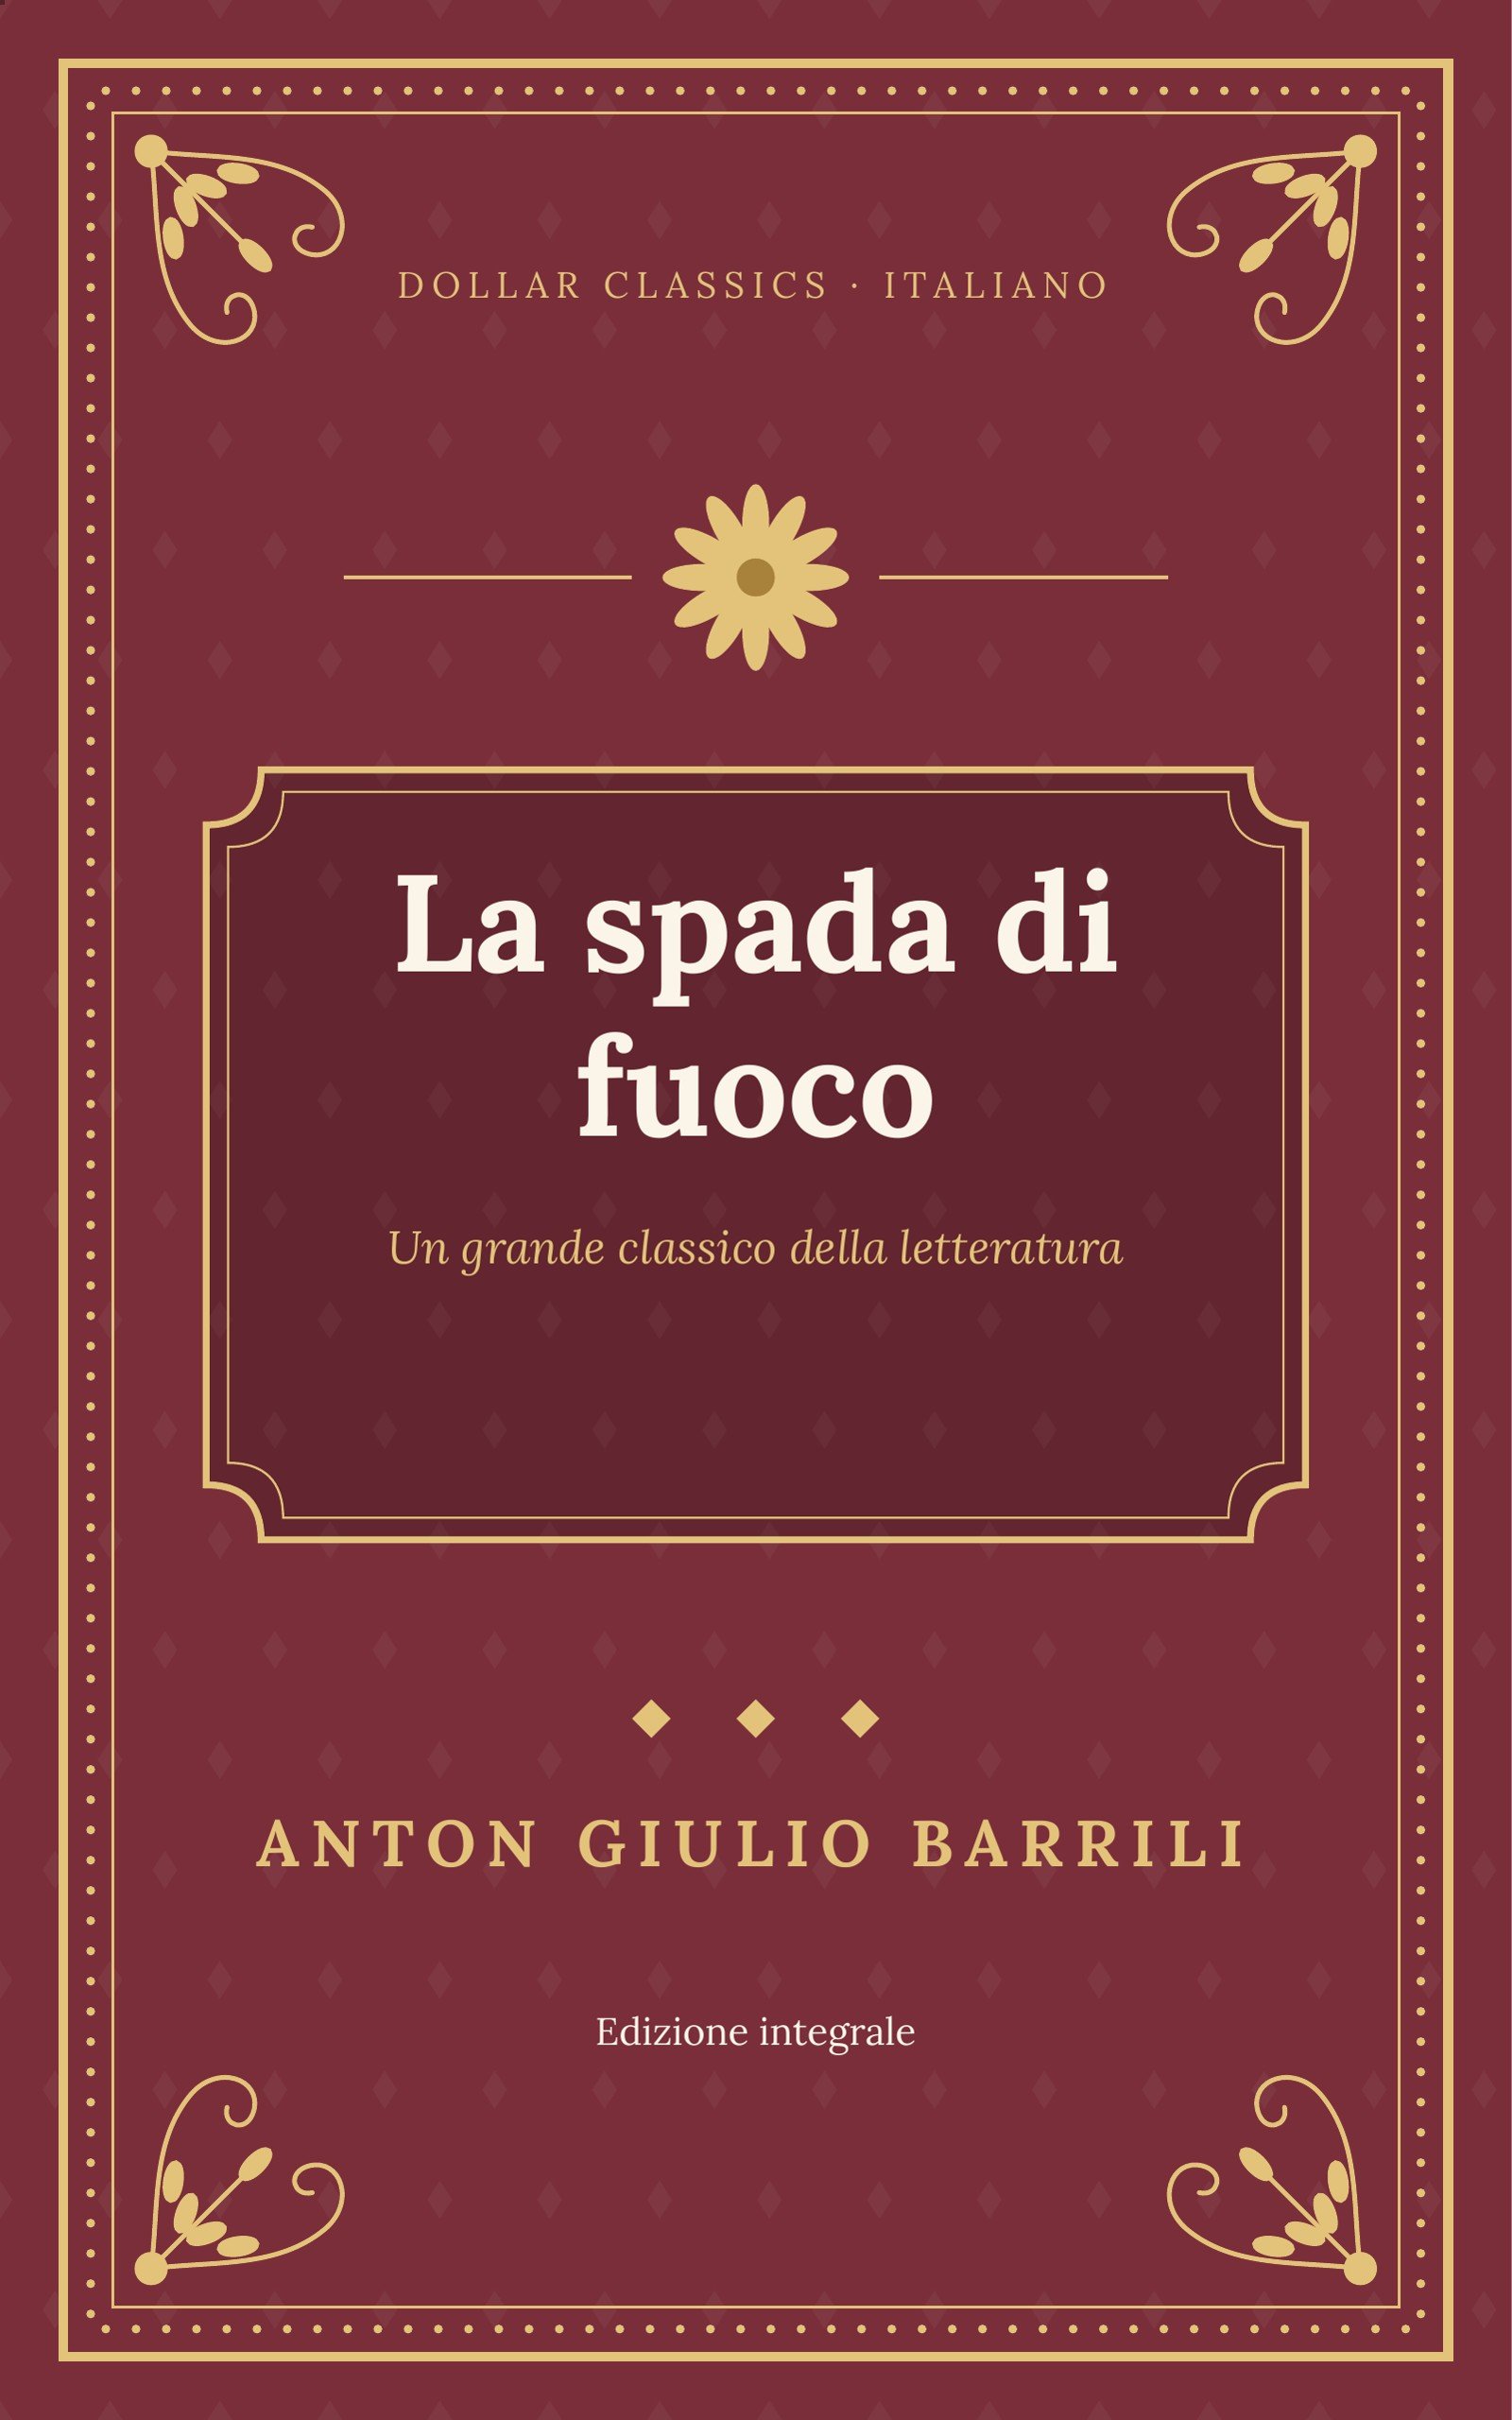 DOLLAR CLASSICS · ITALIANO
La spada di
fuoco
Un grande classico della letteratura
ANTON GIULIO BARRILI
Edizione integrale